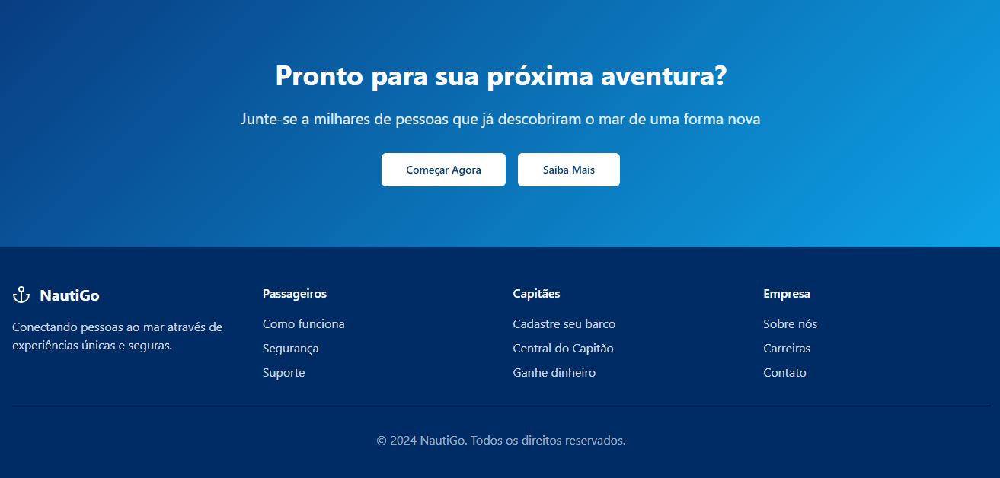 Pronto para sua próxima aventura?
Junte-se a milhares de pessoas que já descobriram o mar de uma forma nova
Começar Agora
Saiba Mais
NautiGo
Conectando pessoas ao mar através de
experiências únicas e seguras.
Passageiros
Como funciona
Segurança
Suporte
Capitães
Cadastre seu barco
Central do Capitão
Ganhe dinheiro
Empresa
Sobre nós
Carreiras
Contato
© 2024 NautiGo. Todos os direitos reservados.